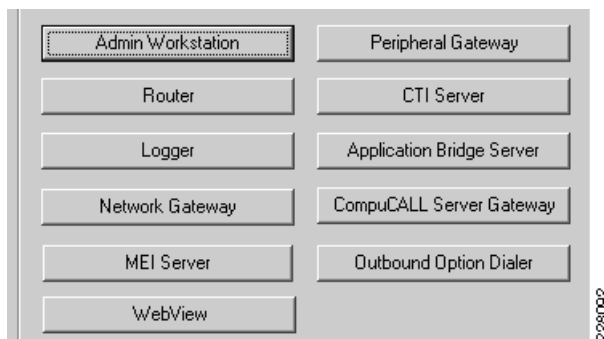 Admin Workstation
Peripheral Gateway
Router
CTI Server
Logger
Application Bridge Server
Network Gateway
CompuCALL Server Gateway
MEI Server
Outbound Option Dialer
WebView
228092